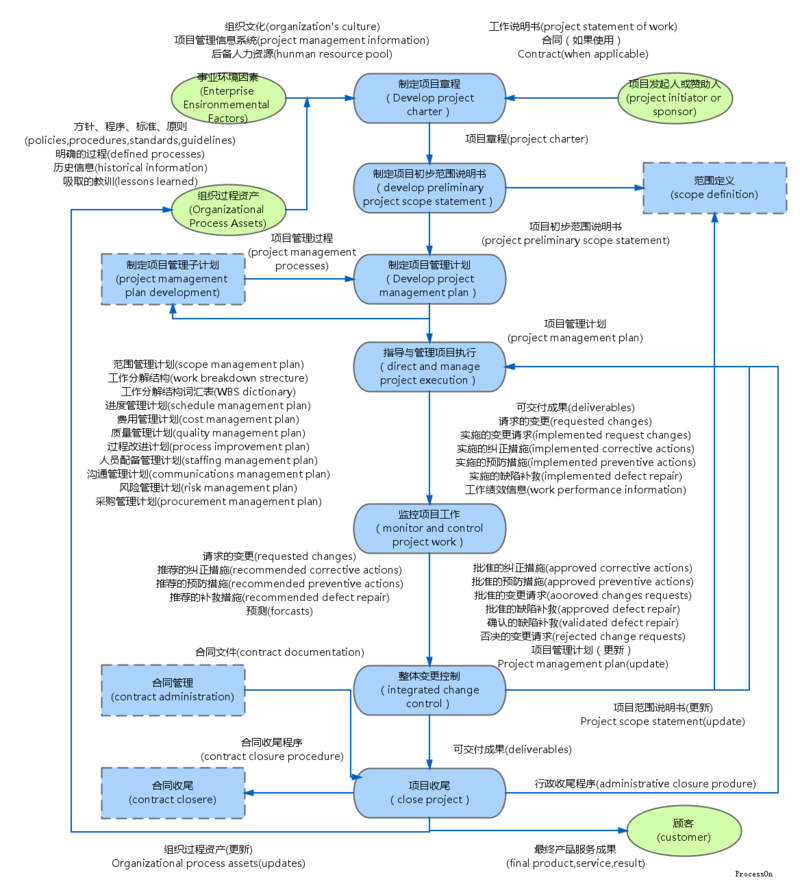 组织文化(organization's culture)
项目管理信息系统(project management information)
后备人力资源(hunman resource pool)
工作说明书(project statement of work)
合同（如果使用）
Contract(when applicable)
事业环境因素
(Enterprise
Ensironmemental
Factors)
制定项目章程
（ Develop project
charter ）
项目发起人或赞助人
(project initiator or
sponsor)
方针、程序、标准、原则
(policies,procedures,standards,guidelines)
明确的过程(defined processes)
历史信息(historical information)
吸取的教训(lessons learned)
项目章程(project charter)
组织过程资产
(Organizational
Process Assets)
制定项目初步范围说明书
（ develop preliminary
project scope statement ）
范围定义
(scope definition)
项目管理过程
(project management
processes)
项目初步范围说明书
(project preliminary scope statement)
制定项目管理子计划
(project mamagement
plan development)
制定项目管理计划
（ Develop project
management plan ）
项目管理计划
(project management plan)
指导与管理项目执行
（ direct and manage
project execution ）
范围管理计划(scope management plan)
工作分解结构(work breakdown strecture)
工作分解结构词汇表(WBS dictionary)
进度管理计划(schedule management plan)
费用管理计划(cost management plan)
质量管理计划(quality management plan)
过程改进计划(process improvement plan)
人员配备管理计划(staffing management plan)
沟通管理计划(communications management plan)
风险管理计划(risk management plan)
采购管理计划(procurement management plan)
可交付成果(deliverables)
请求的变更(requested changes)
实施的变更请求(implemented request changes)
实施的纠正措施(implemented corrective actions)
实施的预防措施(implemented preventive actions)
实施的缺陷补救(implemented defect repair)
工作绩效信息(work performance information)
监控项目工作
（ monitor and control
project work ）
请求的变更(requested changes)
推荐的纠正措施(recommended corrective actions)
推荐的预防措施(recommended preventive actions)
推荐的补救措施(recommended defect repair)
预测(forcasts)
批准的纠正措施(approved corrective actions)
批准的预防措施(approved preventive actions)
批准的变更请求(aoorovd changes requests)
批准的缺陷补救(approved defect repair)
确认的缺陷补救(validated defect repair)
否决的变更请求(rejected change requests)
项目管理计划（ 更新 ）
Project management plan(update)
合同文件(contract documentation)
合同管理
(contract administration)
整体变更控制
（ integrated change
control ）
项目范围说明书(更新)
Project scope statement(update)
合同收尾程序
(contract closure procedure)
可交付成果(deliverables)
合同收尾
(contract closere)
项目收尾
（ close project ）
行政收尾程序(administrative closure produre)
顾客
(customer)
组织过程资产(更新)
Organizational process assets(updates)
最终产品服务成果
(final product,service,result)
ProcessOn